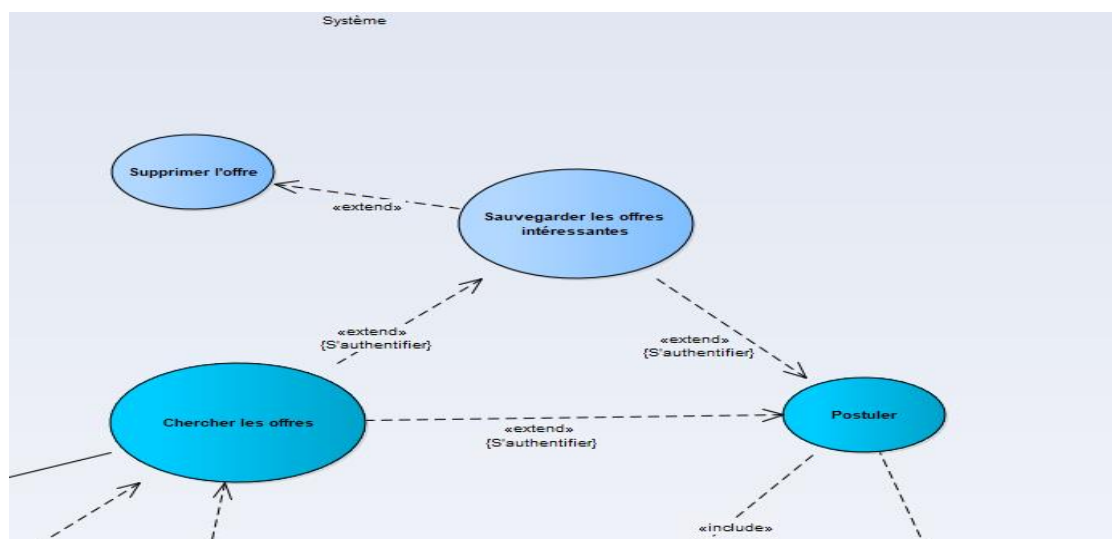 Système
Supprimer l'offre
«extend»
Sauvegarder les offres
intéressantes
«extend»
{S'authentifier}
«extend»
{S'authentifier}
Chercher les offres
Postuler
«extend»
{S'authentifier}
«include»